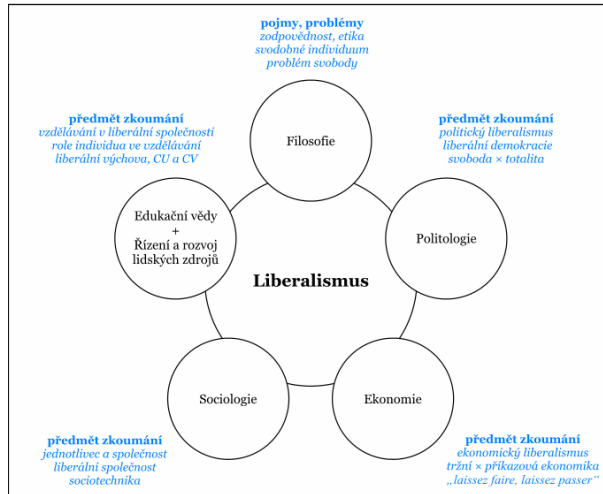 pojmy, problémy
zodpovědnost, etika
svodobné individuum
problém svobody
Filosofie
předmět zkoumání
vzdělávání v liberální společnosti
role individua ve vzdělávání
liberální výchova, CU a CV
předmět zkoumání
politický liberalismus
liberální demokracie
svoboda × totalita
Edukační vědy
+
Řízení a rozvoj
lidských zdrojů
Politologie
Liberalismus
Sociologie
Ekonomie
předmět zkoumání
jednotlivec a společnost
liberální společnost
sociotechnika
předmět zkoumání
ekonomický liberalismus
tržní × příkazová ekonomika
„laissez faire, laissez passer“